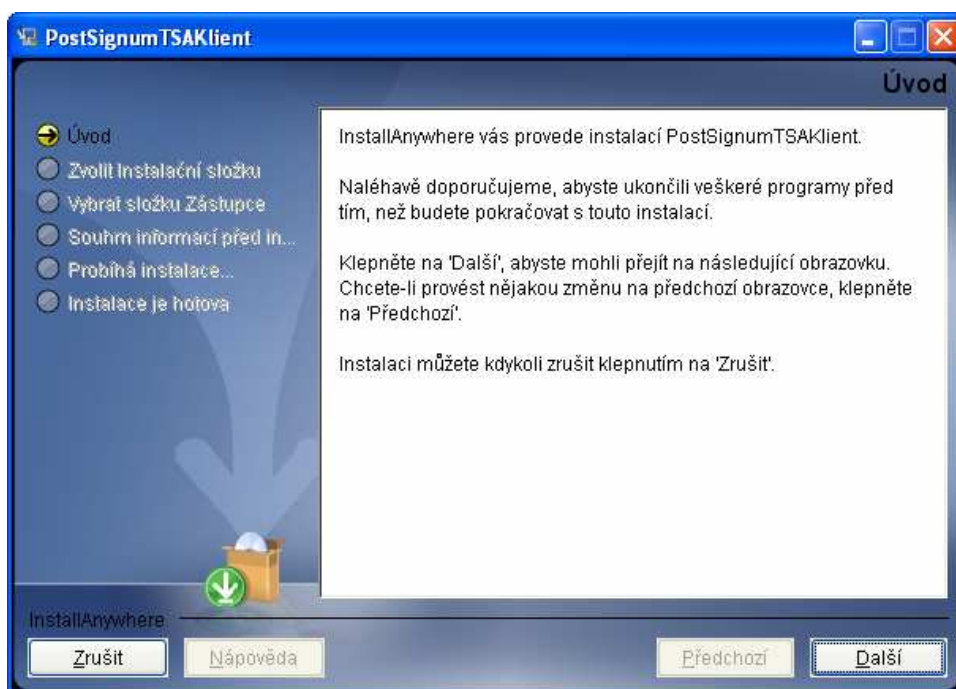 PostSignumTSAKlient
Úvod
Úvod
Zvolit Instalační složku
Vybrat složku Zástupce
Souhrn informací před in...
Probíhá instalace...
Instalace je hotova
InstallAnywhere vás provede instalací PostSignumTSAKlient.
Naléhavě doporučujeme, abyste ukončili veškeré programy před
tím, než budete pokračovat s touto instalací.
Klepněte na 'Další', abyste mohli přejít na následující obrazovku.
Chcete-li provést nějakou změnu na předchozí obrazovce, klepněte
na 'Předchozí'.
Instalaci můžete kdykoli zrušit klepnutím na 'Zrušit'.
InstallAnywhere
Zrušit
Nápověda
Předchozí
Další